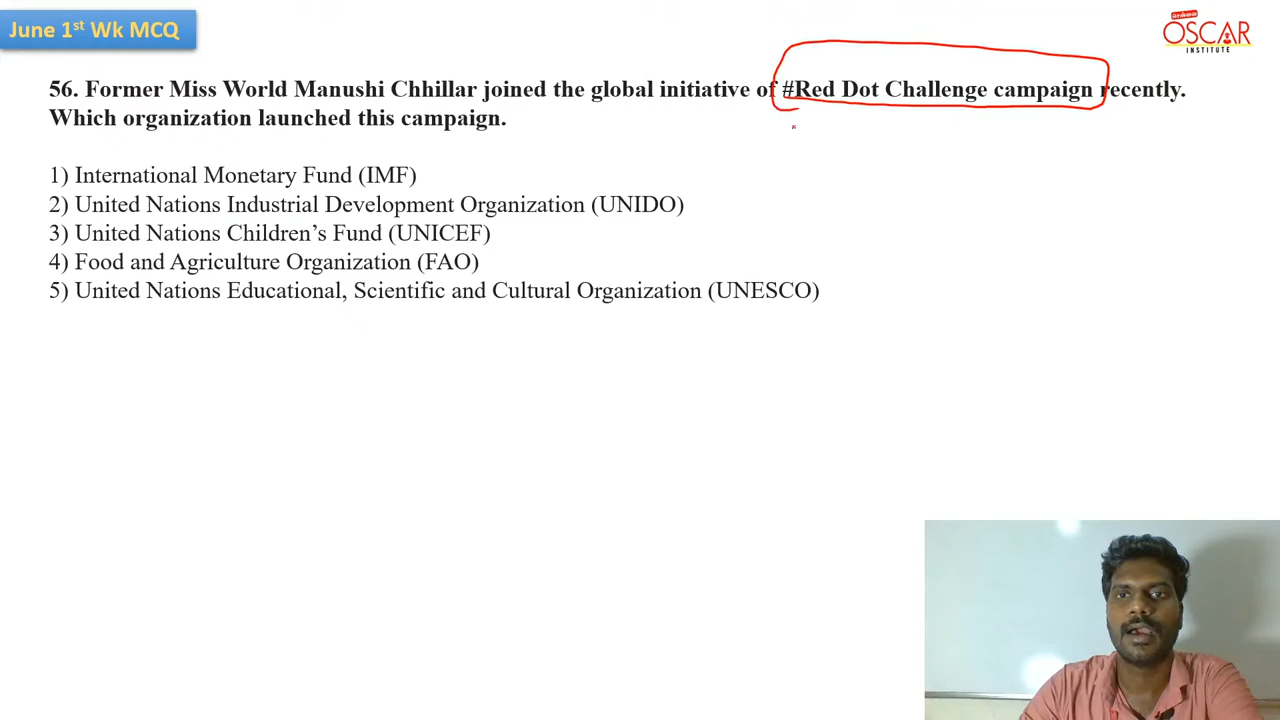 June 1st Wk MCQ
சென்னை
OSCAR
INSTITUTE
56. Former Miss World Manushi Chhillar joined the global initiative of #Red Dot Challenge campaign recently.
Which organization launched this campaign.
1) International Monetary Fund (IMF)
2) United Nations Industrial Development Organization (UNIDO)
3) United Nations Children’s Fund (UNICEF)
4) Food and Agriculture Organization (FAO)
5) United Nations Educational, Scientific and Cultural Organization (UNESCO)